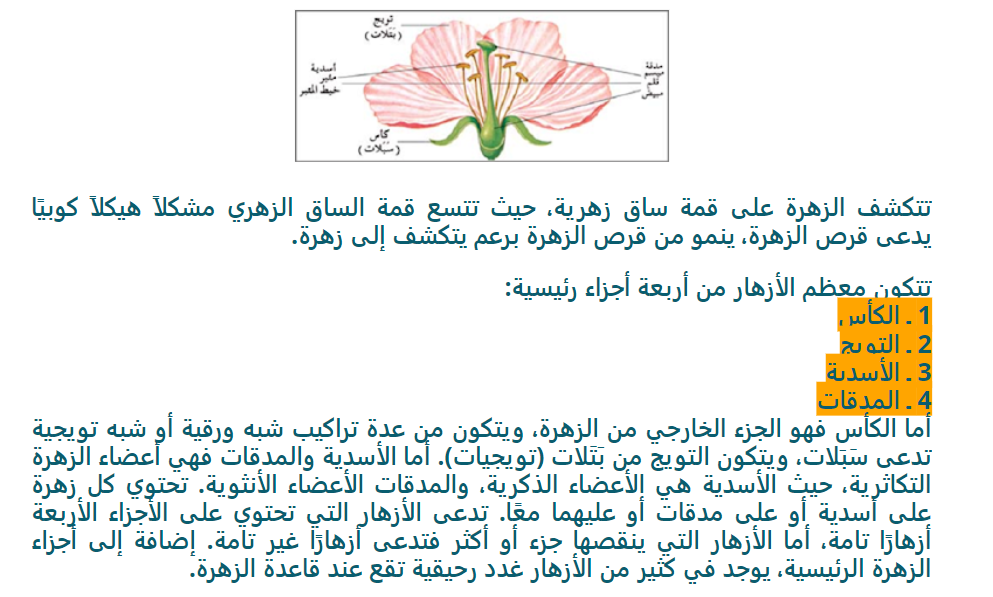 تويج
(بتلات)
أسدية
مئبر
خيط المئبر
مدقة
ميسم
قلم
مبيض
كأس
(سبلات)
تتكشف الزهرة على قمة ساق زهرية، حيث تتسع قمة الساق الزهري مشكلاً هيكلاً كوبيًا
يدعى قرص الزهرة، ينمو من قرص الزهرة برعم يتكشف إلى زهرة.
تتكون معظم الأزهار من أربعة أجزاء رئيسية:
1 ـ الكأس
2 ـ التويج
3 ـ الأسدية
4 ـ المدقات
أما الكأس فهو الجزء الخارجي من الزهرة، ويتكون من عدة تراكيب شبه ورقية أو شبه تويجية
تدعى سَبَلات، ويتكون التويج من بَتَلات (تويجيات). أما الأسدية والمدقات فهي أعضاء الزهرة
التكاثرية، حيث الأسدية هي الأعضاء الذكرية، والمدقات الأعضاء الأنثوية. تحتوي كل زهرة
على أسدية أو على مدقات أو عليهما معًا. تدعى الأزهار التي تحتوي على الأجزاء الأربعة
أزهارًا تامة، أما الأزهار التي ينقصها جزء أو أكثر فتدعى أزهارًا غير تامة. إضافة إلى أجزاء
الزهرة الرئيسية، يوجد في كثير من الأزهار غدد رحيقية تقع عند قاعدة الزهرة.